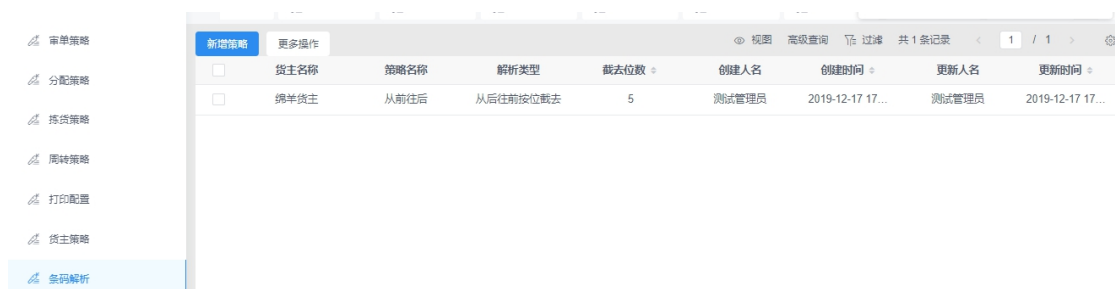 审单策略
分配策略
拣货策略
周转策略
打印配置
货主策略
条码解析
新增策略 更多操作 视图 高级查询 过滤 共 1 条记录 < 1 / 1 >
货主名称 策略名称 解析类型 截去位数 创建人名 创建时间 更新人名 更新时间
绵羊货主 从前往后 从后往前按位截去 5 测试管理员 2019-12-17 17... 测试管理员 2019-12-17 17...